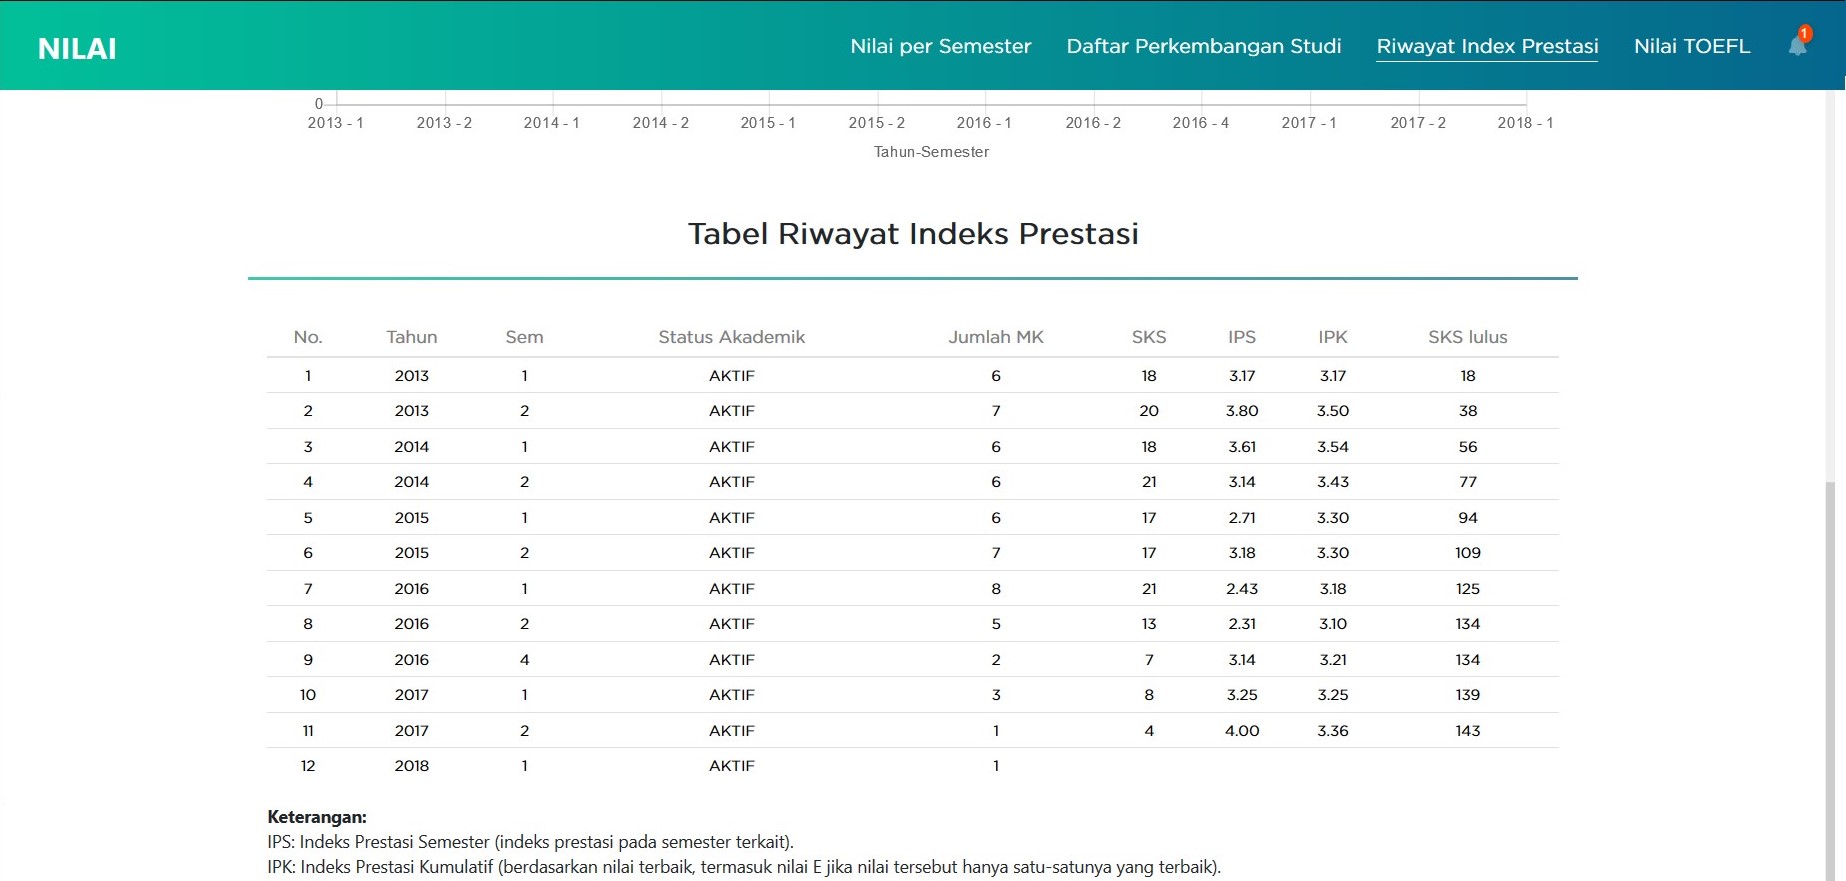 NILAI Nilai per Semester Daftar Perkembangan Studi Riwayat Index Prestasi Nilai TOEFL 1
0
2013 - 1 2013 - 2 2014 - 1 2014 - 2 2015 - 1 2015 - 2 2016 - 1 2016 - 2 2016 - 4 2017 - 1 2017 - 2 2018 - 1
Tahun-Semester
Tabel Riwayat Indeks Prestasi
No. Tahun Sem Status Akademik Jumlah MK SKS IPS IPK SKS lulus
1 2013 1 AKTIF 6 18 3.17 3.17 18
2 2013 2 AKTIF 7 20 3.80 3.50 38
3 2014 1 AKTIF 6 18 3.61 3.54 56
4 2014 2 AKTIF 6 21 3.14 3.43 77
5 2015 1 AKTIF 6 17 2.71 3.30 94
6 2015 2 AKTIF 7 17 3.18 3.30 109
7 2016 1 AKTIF 8 21 2.43 3.18 125
8 2016 2 AKTIF 5 13 2.31 3.10 134
9 2016 4 AKTIF 2 7 3.14 3.21 134
10 2017 1 AKTIF 3 8 3.25 3.25 139
11 2017 2 AKTIF 1 4 4.00 3.36 143
12 2018 1 AKTIF 1
Keterangan:
IPS: Indeks Prestasi Semester (indeks prestasi pada semester terkait).
IPK: Indeks Prestasi Kumulatif (berdasarkan nilai terbaik, termasuk nilai E jika nilai tersebut hanya satu-satunya yang terbaik).